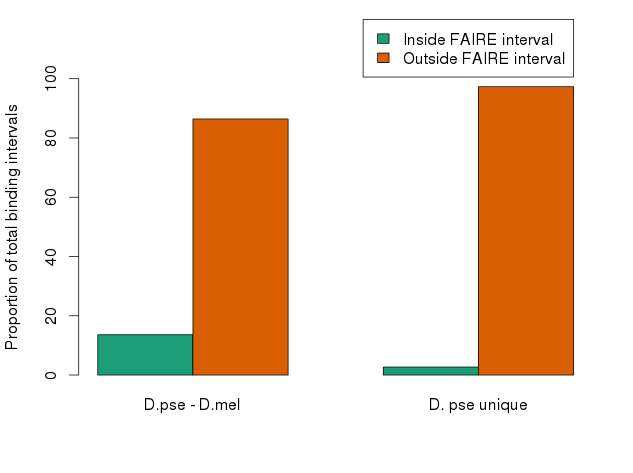 Inside FAIRE interval
Outside FAIRE interval
Proportion of total binding intervals
100
80
60
40
20
0
D.pse - D.mel
D. pse unique